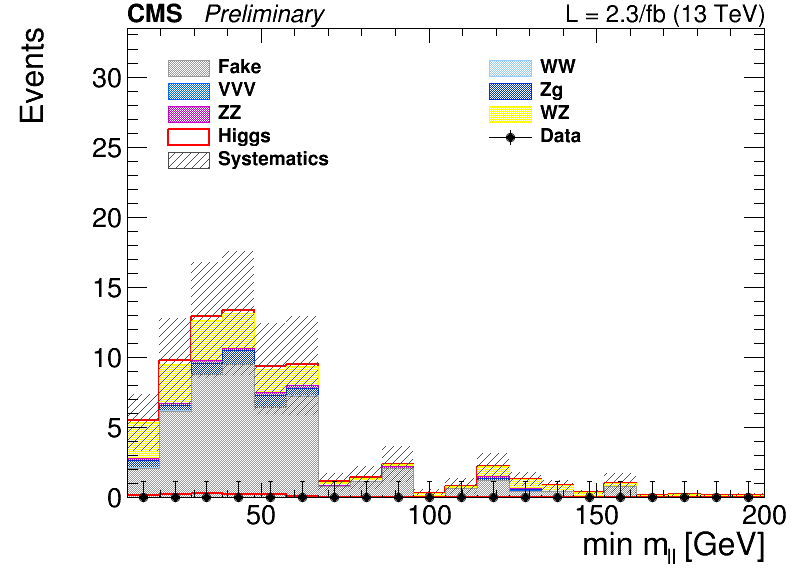 CMS Preliminary L = 2.3/fb (13 TeV)
Events
30
25
20
15
10
5
0
Fake WW
VVV Zg
ZZ WZ
Higgs Data
Systematics
50 100 150 200
min m_ll [GeV]